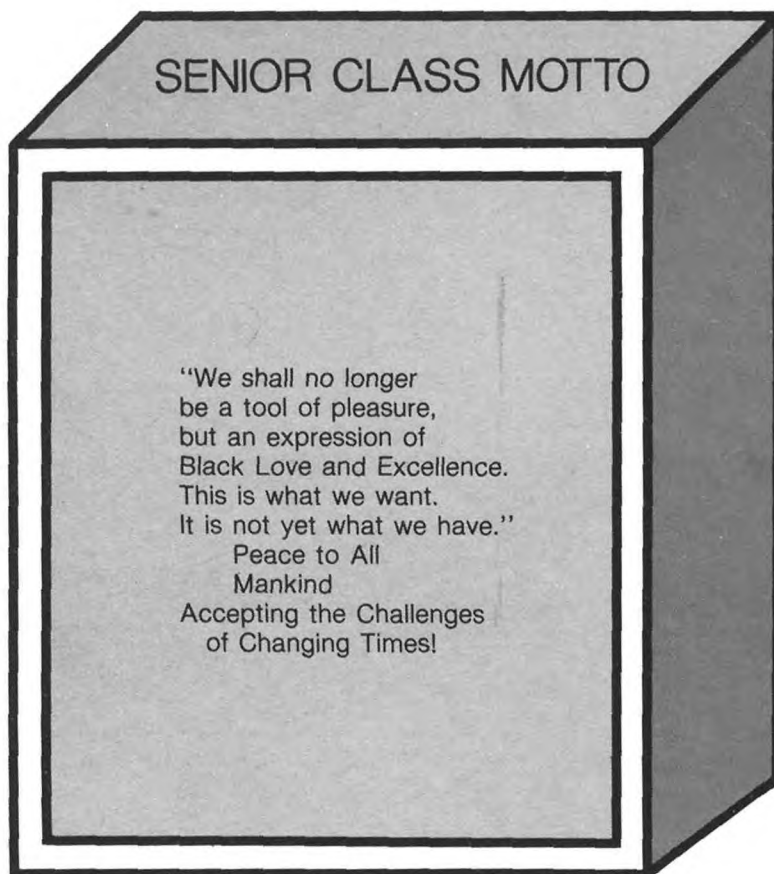 SENIOR CLASS MOTTO
“We shall no longer
be a tool of pleasure,
but an expression of
Black Love and Excellence.
This is what we want.
It is not yet what we have.”
Peace to All
Mankind
Accepting the Challenges
of Changing Times!